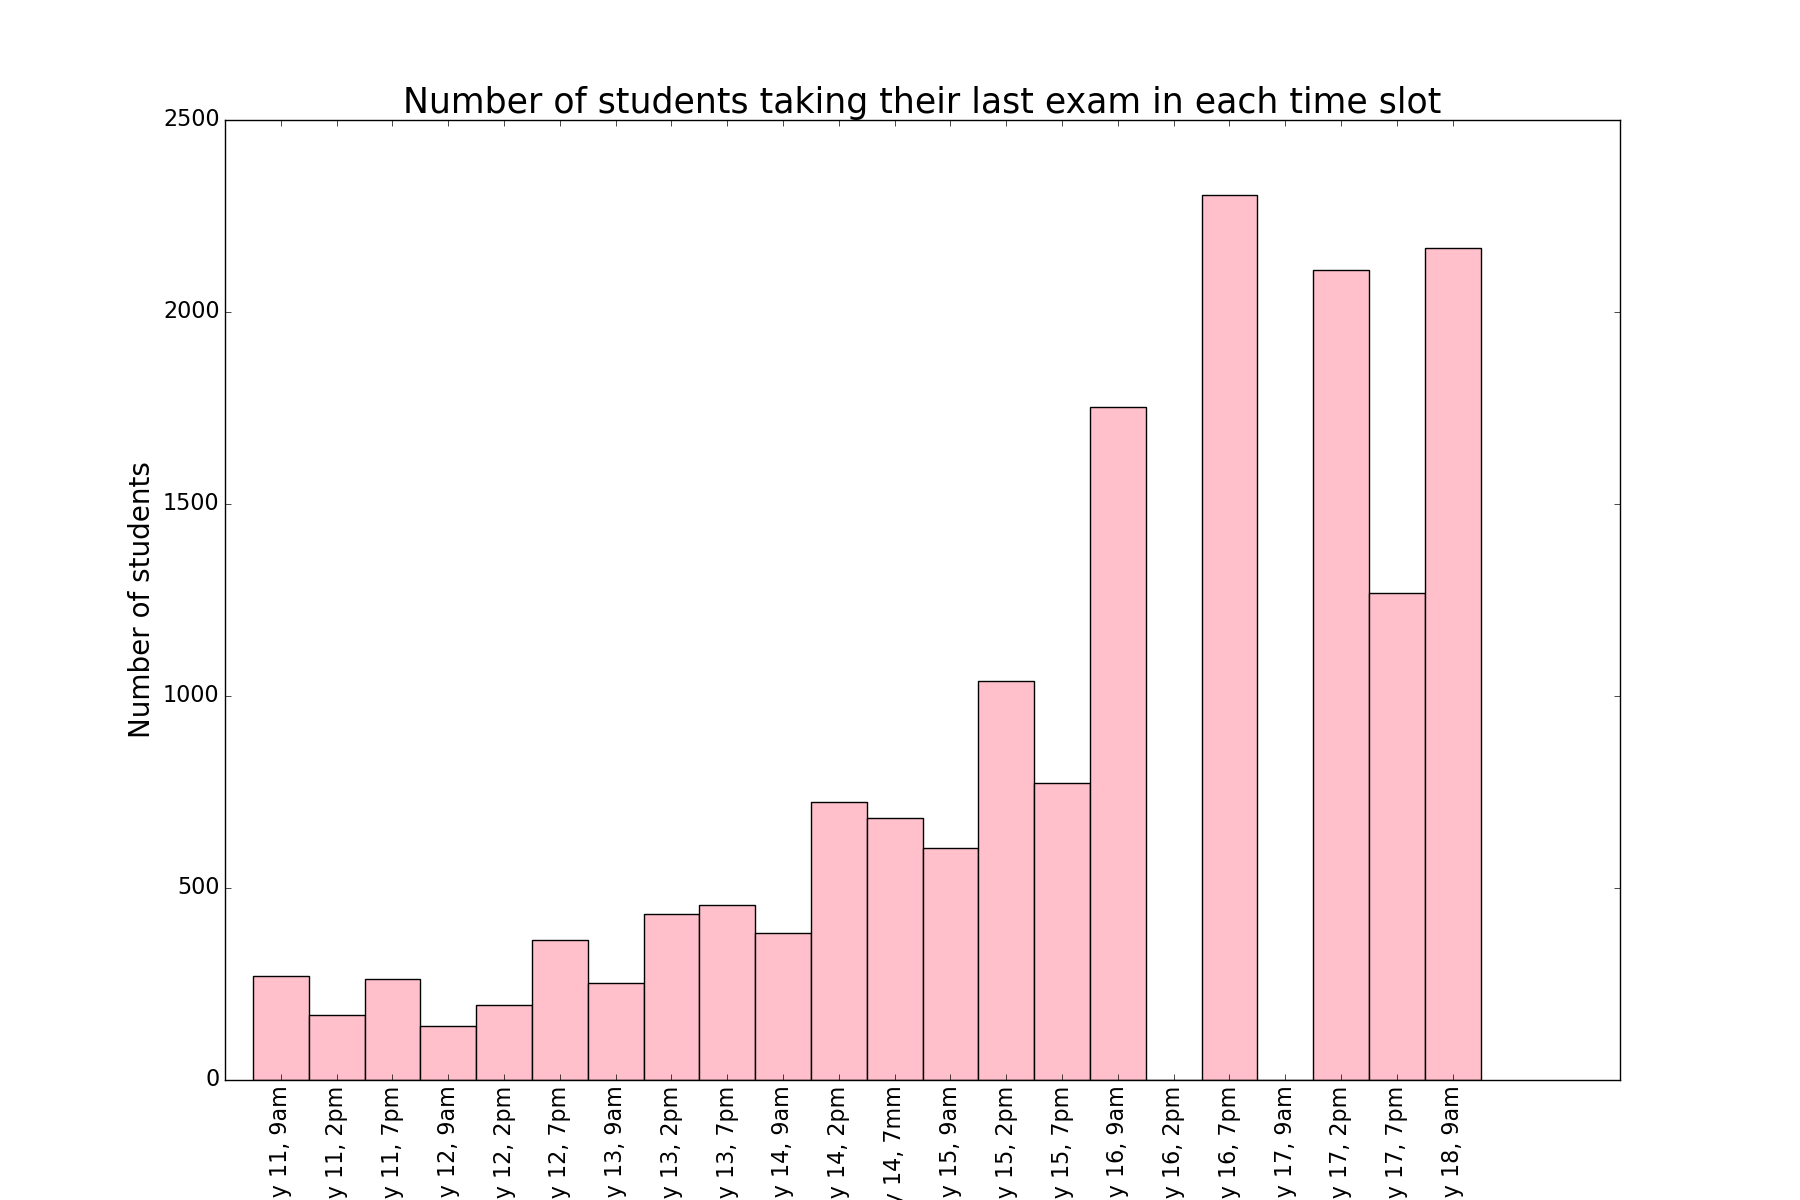 Number of students taking their last exam in each time slot
Number of students
2500
2000
1500
1000
500
0
y 11, 9am
y 11, 2pm
y 11, 7pm
y 12, 9am
y 12, 2pm
y 12, 7pm
y 13, 9am
y 13, 2pm
y 13, 7pm
y 14, 9am
y 14, 2pm
y 14, 7mm
y 15, 9am
y 15, 2pm
y 15, 7pm
y 16, 9am
y 16, 2pm
y 16, 7pm
y 17, 9am
y 17, 2pm
y 17, 7pm
y 18, 9am